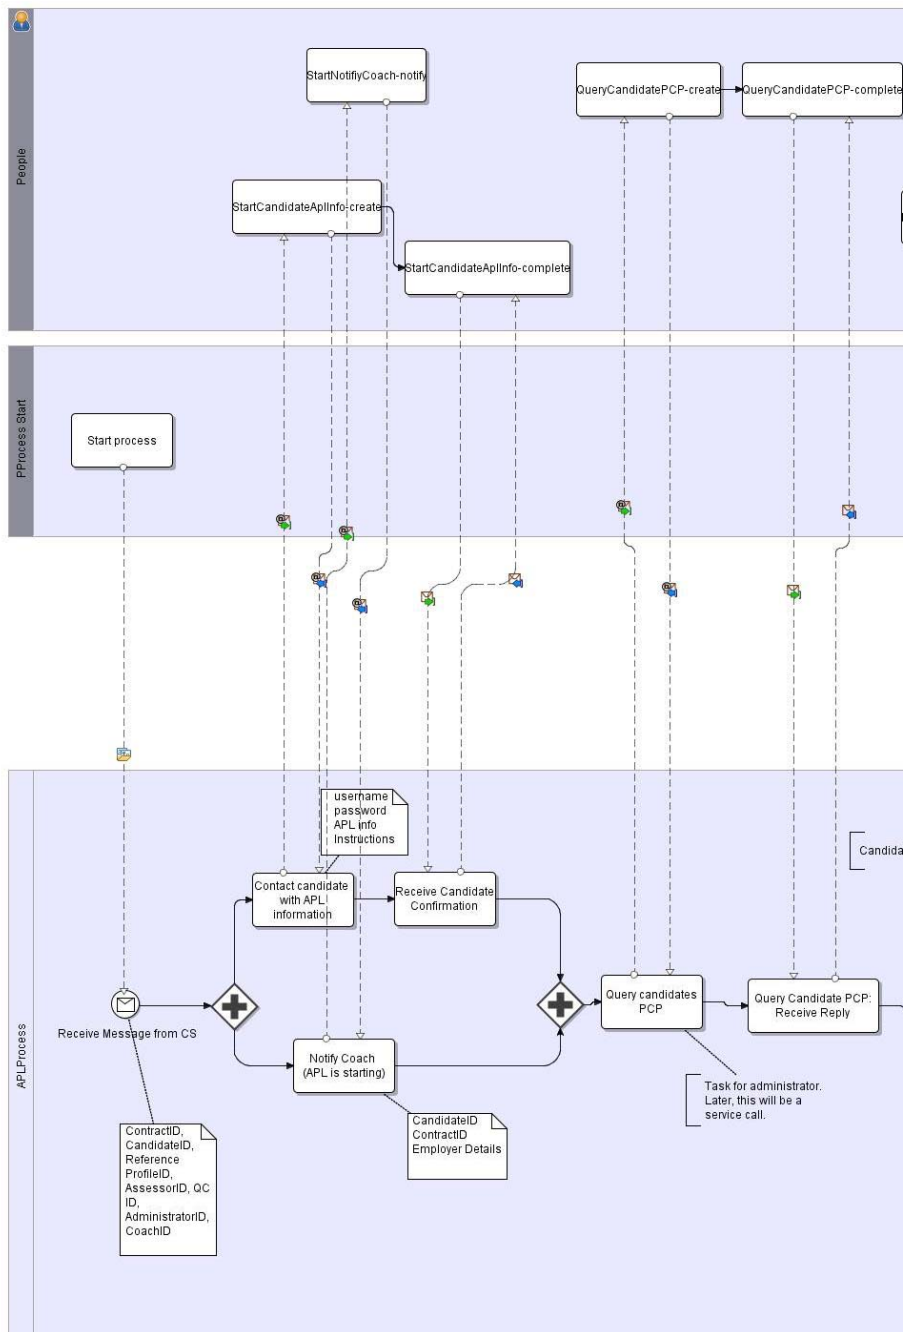 People
StartNotifiyCoach-notify
QueryCandidatePCP-create
QueryCandidatePCP-complete
StartCandidateAplInfo-create
StartCandidateAplInfo-complete
PProcess Start
Start process
APLProcess
username
password
APL info
Instructions
Contact candidate
with APL
information
Receive Candidate
Confirmation
Candida
Receive Message from CS
Notify Coach
(APL is starting)
Query candidates
PCP
Query Candidate PCP:
Receive Reply
Task for administrator.
Later, this will be a
service call.
ContractID,
CandidateID,
Reference
ProfileID,
AssessorID, QC
ID,
AdministratorID,
CoachID
CandidateID
ContractID
Employer Details